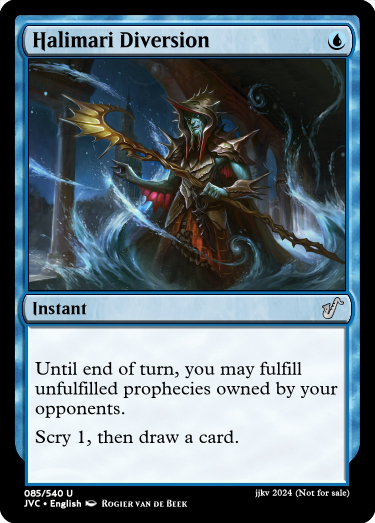 Halimari Diversion
Instant
Until end of turn, you may fulfill
unfulfilled prophecies owned by your
opponents.
Scry 1, then draw a card.
085/540 U
jjkv 2024 (Not for sale)
JVC • English Rogier van de Beek